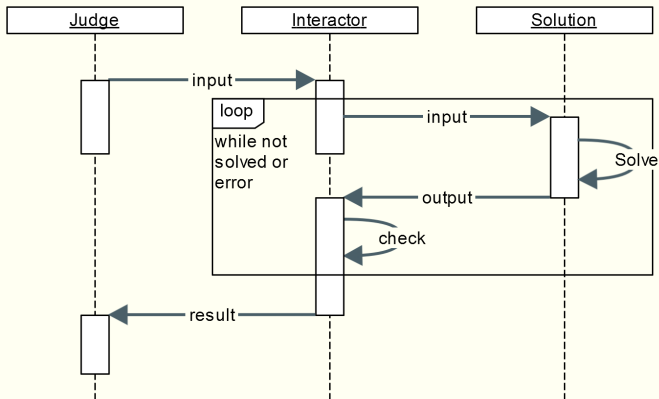 Judge
Interactor
Solution
input
loop
input
while not
solved or
error
Solve
output
check
result